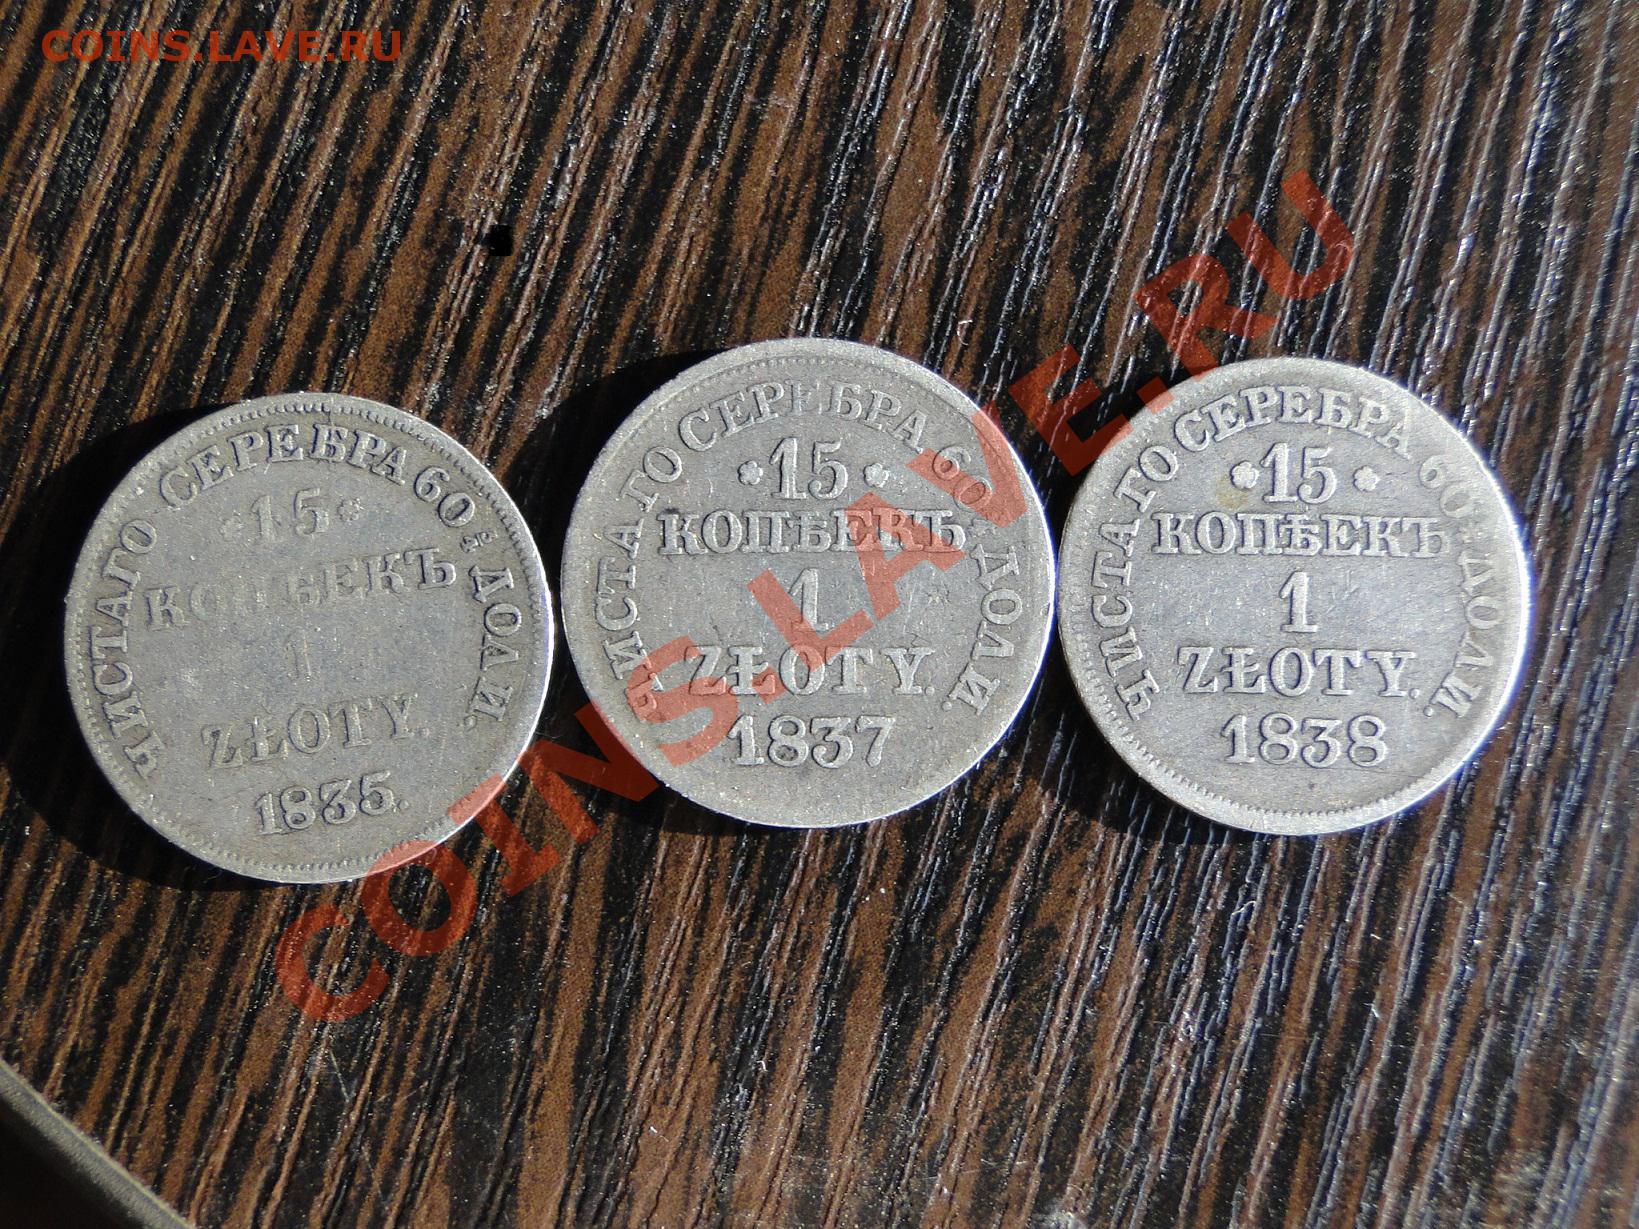 COINS.LAVE.RU
ЧИСТАГО СЕРЕБРА 60 ДОЛИ.
*15*
КОПѢЕКЪ
1
ZŁOTY.
1835.
ЧИСТАГО СЕРЕБРА 60 ДОЛИ.
*15*
КОПѢЕКЪ
1
ZŁOTY.
1837
ЧИСТАГО СЕРЕБРА 60 ДОЛИ.
*15*
КОПѢЕКЪ
1
ZŁOTY.
1838
COINS.LAVE.RU